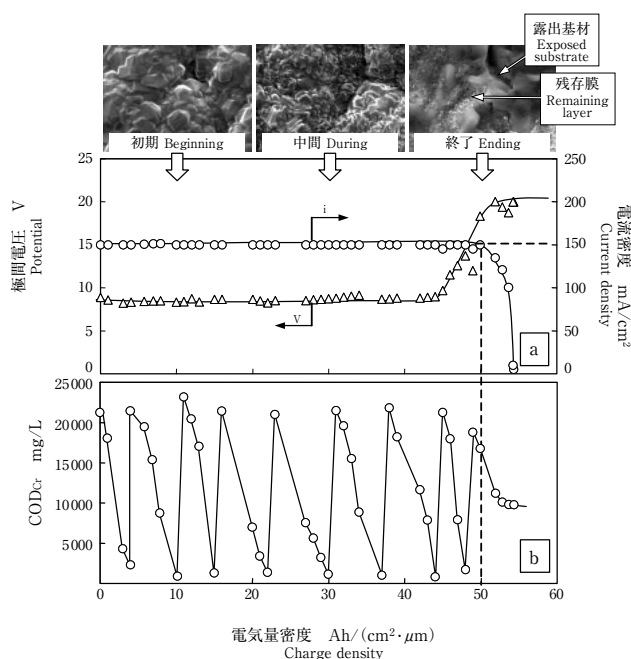 露出基材
Exposed
substrate
残存膜
Remaining
layer
初期 Beginning
中間 During
終了 Ending
極間電圧 V
Potential
25
20
15
10
5
0
i
V
a
250
200
150
100
50
0
電流密度 mA/cm²
Current density
CODCr mg/L
25000
20000
15000
10000
5000
0
b
0
10
20
30
40
50
60
電気量密度 Ah/(cm²·μm)
Charge density